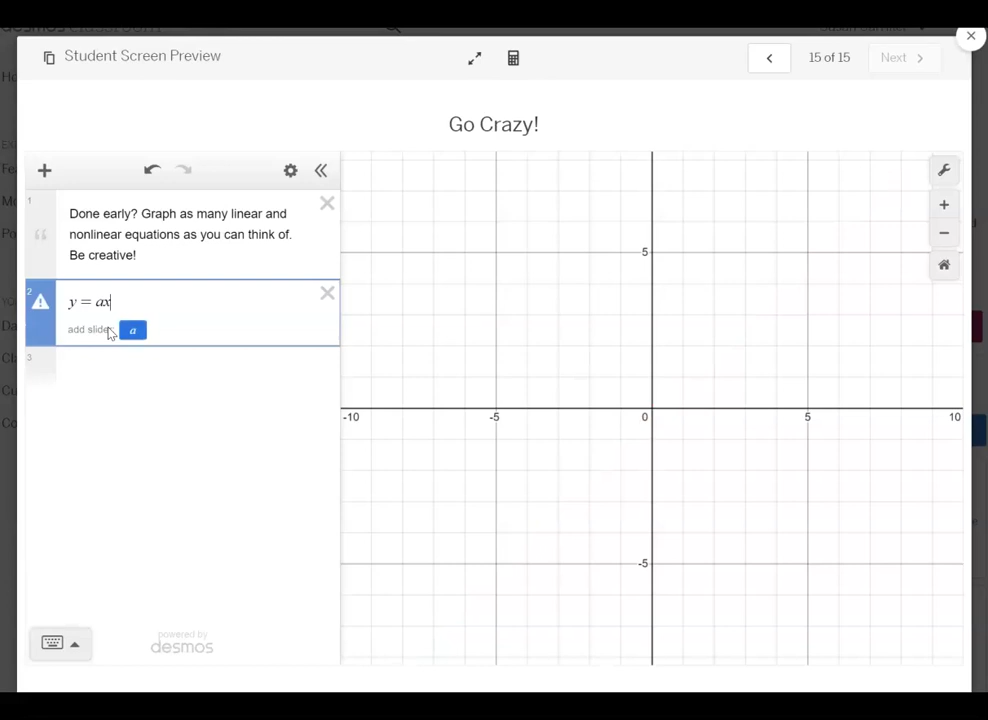 Student Screen Preview
15 of 15
Next
Go Crazy!
1
Done early? Graph as many linear and
nonlinear equations as you can think of.
Be creative!
2
y = ax
add slider
a
3
powered by
desmos
5
-10
-5
0
5
10
-5